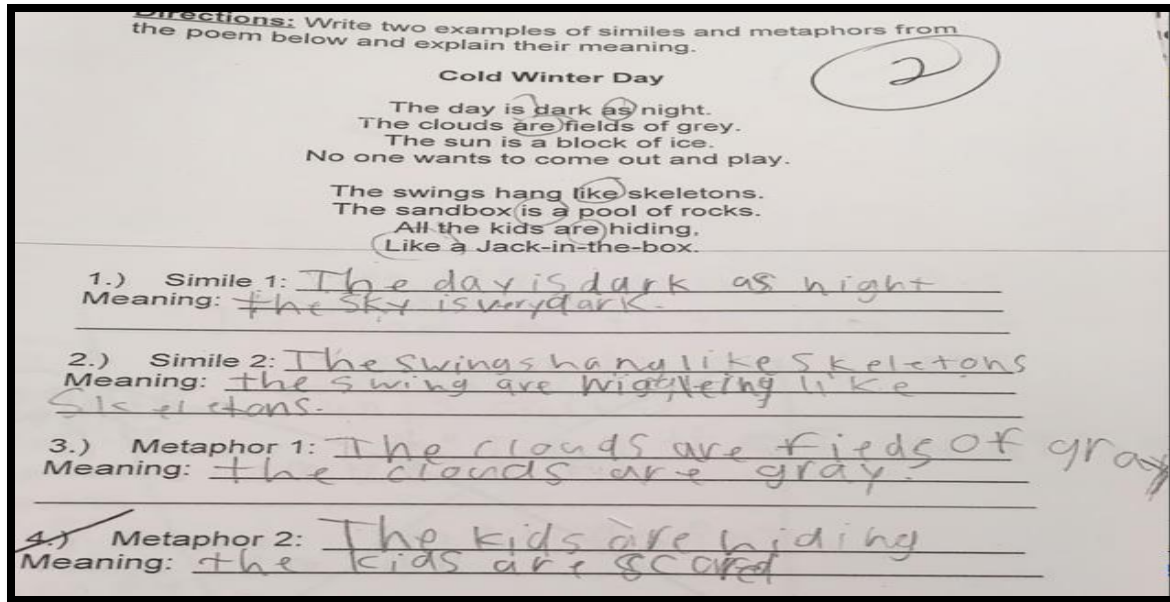 Directions: Write two examples of similes and metaphors from
the poem below and explain their meaning.
2
Cold Winter Day
The day is dark as night.
The clouds are fields of grey.
The sun is a block of ice.
No one wants to come out and play.
The swings hang like skeletons.
The sandbox is a pool of rocks.
All the kids are hiding,
Like a Jack-in-the-box.
1.) Simile 1: The day is dark as night
Meaning: the sky is very dark.
2.) Simile 2: The swings hang like skeletons
Meaning: the swing are wiggleing like
skeletons.
3.) Metaphor 1: The clouds are fieds of gray
Meaning: the clouds are gray.
4.) Metaphor 2: The kids are hiding
Meaning: the kids are scared